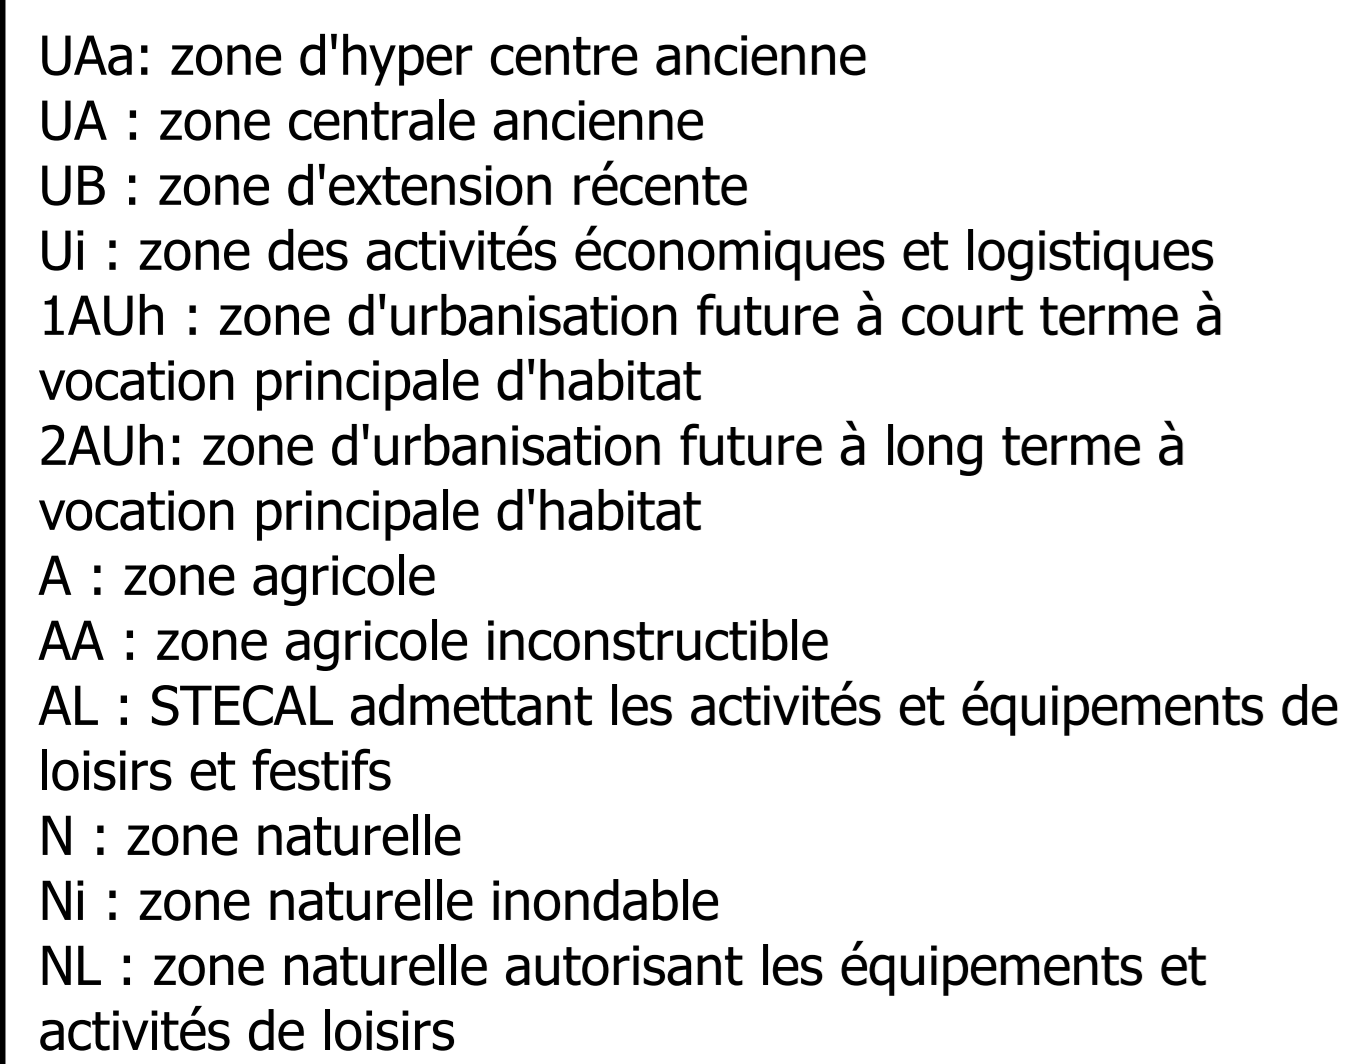 UAa: zone d'hyper centre ancienne
UA : zone centrale ancienne
UB : zone d'extension récente
Ui : zone des activités économiques et logistiques
1AUh : zone d'urbanisation future à court terme à
vocation principale d'habitat
2AUh: zone d'urbanisation future à long terme à
vocation principale d'habitat
A : zone agricole
AA : zone agricole inconstructible
AL : STECAL admettant les activités et équipements de
loisirs et festifs
N : zone naturelle
Ni : zone naturelle inondable
NL : zone naturelle autorisant les équipements et
activités de loisirs